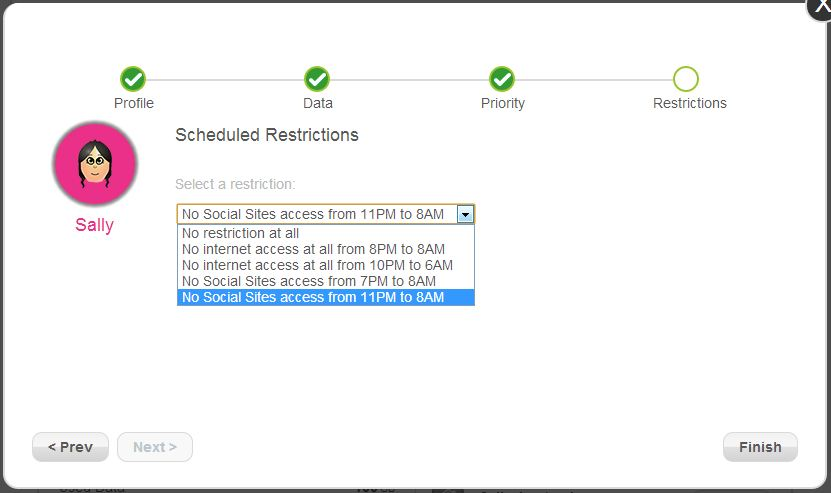 X
Profile
Data
Priority
Restrictions
Scheduled Restrictions
Select a restriction:
Sally
No Social Sites access from 11PM to 8AM
No restriction at all
No internet access at all from 8PM to 8AM
No internet access at all from 10PM to 6AM
No Social Sites access from 7PM to 8AM
No Social Sites access from 11PM to 8AM
< Prev
Next >
Finish
Used Data